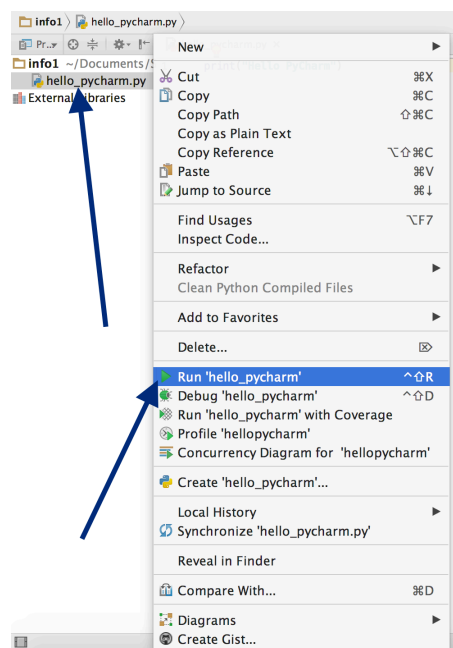 info1 hello_pycharm.py
Pr..
info1 ~/Documents/
hello_pycharm.py
External Libraries
New
Cut ⌘X
Copy ⌘C
Copy Path ⇧⌘C
Copy as Plain Text
Copy Reference ⌥⇧⌘C
Paste ⌘V
Jump to Source ⌘↓
Find Usages ⌥F7
Inspect Code...
Refactor
Clean Python Compiled Files
Add to Favorites
Delete... ⌦
Run 'hello_pycharm' ^⇧R
Debug 'hello_pycharm' ^⇧D
Run 'hello_pycharm' with Coverage
Profile 'hellopycharm'
Concurrency Diagram for 'hellopycharm'
Create 'hello_pycharm'...
Local History
Synchronize 'hello_pycharm.py'
Reveal in Finder
Compare With... ⌘D
Diagrams
Create Gist...